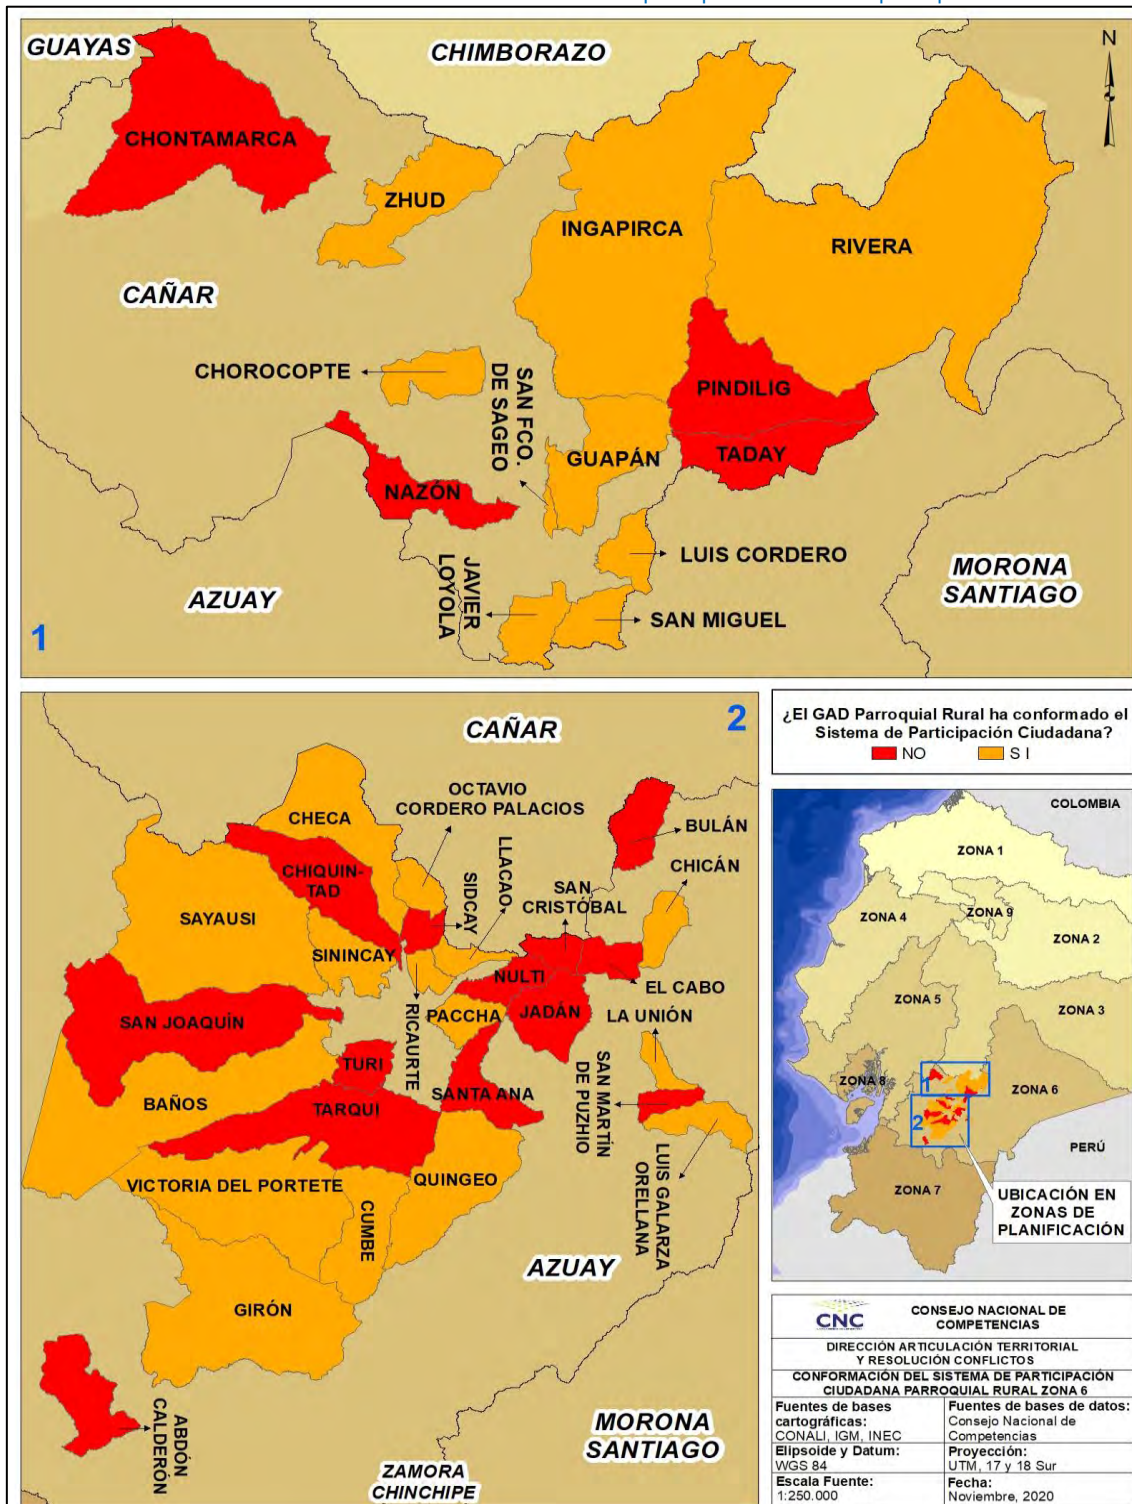 GUAYAS
CHIMBORAZO
N
CHONTAMARCA
ZHUD
INGAPIRCA
RIVERA
CAÑAR
CHOROCOPTE
SAN FCO.
DE SAGEO
PINDILIG
GUAPÁN
TADAY
NAZÓN
LUIS CORDERO
JAVIER
LOYOLA
MORONA
SANTIAGO
AZUAY
SAN MIGUEL
1
2
CAÑAR
OCTAVIO
CORDERO PALACIOS
CHECA
BULÁN
LLACAO
SIDCAY
CHICÁN
CHIQUIN-
TAD
SAN
CRISTÓBAL
SAYAUSI
SININCAY
NULTI
EL CABO
RICAURTE
PACCHA
JADÁN
LA UNIÓN
SAN JOAQUÍN
TURI
SAN MARTÍN
DE PUZHIO
BAÑOS
TARQUI
SANTA ANA
VICTORIA DEL PORTETE
QUINGEO
CUMBE
LUIS GALARZA
ORELLANA
AZUAY
GIRÓN
ABDÓN
CALDERÓN
MORONA
SANTIAGO
ZAMORA
CHINCHIPE
¿El GAD Parroquial Rural ha conformado el
Sistema de Participación Ciudadana?
NO
S I
COLOMBIA
ZONA 1
ZONA 4
ZONA 9
ZONA 2
ZONA 5
ZONA 3
ZONA 8
1
ZONA 6
2
PERÚ
ZONA 7
UBICACIÓN EN
ZONAS DE
PLANIFICACIÓN
CNC
CONSEJO NACIONAL DE
COMPETENCIAS
DIRECCIÓN ARTICULACIÓN TERRITORIAL
Y RESOLUCIÓN CONFLICTOS
CONFORMACIÓN DEL SISTEMA DE PARTICIPACIÓN
CIUDADANA PARROQUIAL RURAL ZONA 6
Fuentes de bases
cartográficas:
CONALI, IGM, INEC
Fuentes de bases de datos:
Consejo Nacional de
Competencias
Elipsoide y Datum:
WGS 84
Proyección:
UTM, 17 y 18 Sur
Escala Fuente:
1:250.000
Fecha:
Noviembre, 2020